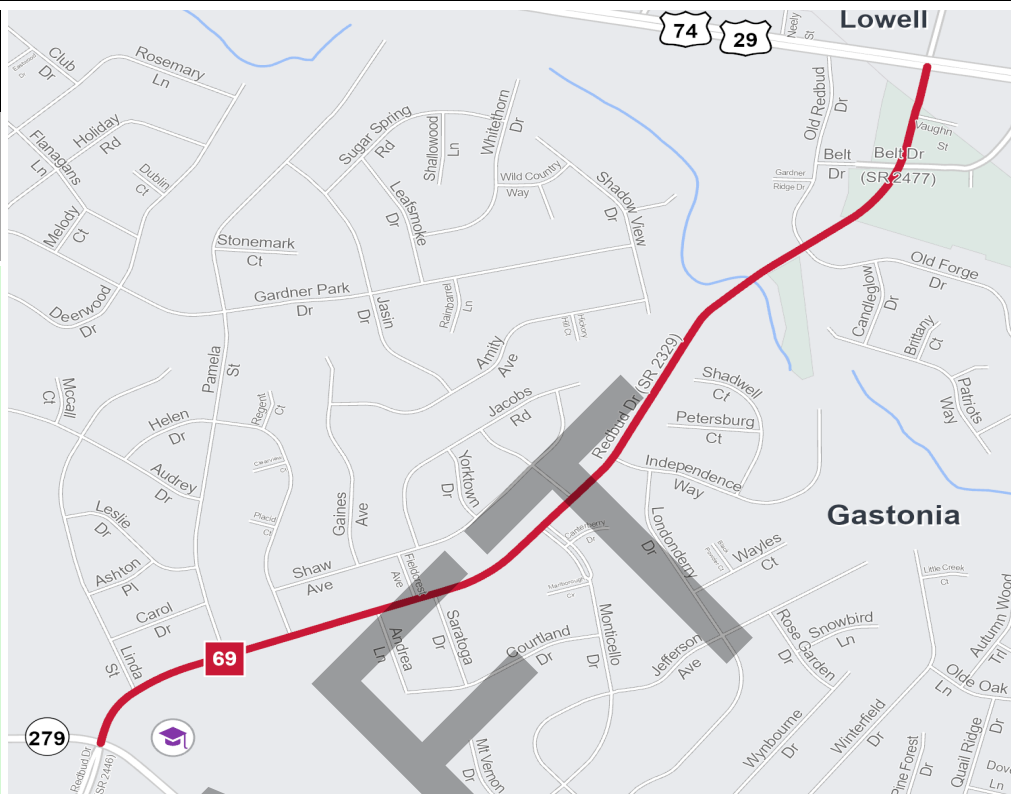 Lowell
74
29
Neely
St
Eastwood
Club
Dr
Rosemary
Ln
Old Redbud
Dr
Vaughn
St
Holiday
Rd
Sugar Spring
Rd
Shallowood
Ln
Whitethorn
Dr
Belt
Dr
Belt Dr
(SR 2477)
Flanagans
Ln
Dublin
Ct
Wild Country
Way
Gardner
Ridge Dr
Leafsmoke
Dr
Shadow View
Dr
Melody
Ct
Stonemark
Ct
Old Forge
Dr
Candleglow
Dr
Gardner Park
Dr
Deerwood
Dr
Jasin
Dr
Rainbarrel
Ln
Hickory
Hill Ct
Brittany
Ct
Amity
Ave
Redbud Dr (SR 2329)
Pamela
St
Mccall
Ct
Shadwell
Ct
Patriots
Way
Jacobs
Rd
Regent
Ct
Helen
Dr
Petersburg
Ct
Audrey
Dr
Yorktown
Dr
Independence
Way
Gaines
Ave
Gastonia
Leslie
Dr
Placid
Ct
Londonderry
Dr
Canterbury
Dr
Wayles
Ct
Ashton
Pl
Shaw
Ave
Fieldcrest
Ave
Marlborough
Little Creek
Ct
Carol
Dr
Saratoga
Dr
Monticello
Dr
Rose Garden
Dr
Snowbird
Ln
Autumn Wood
Trl
Andrea
Ln
Courtland
Dr
Jefferson
Ave
Linda
St
69
Olde Oak
Ln
279
Wynbourne
Dr
Winterfield
Dr
Quail Ridge
Dr
Pine Forest
Dr
Mt Vernon
Dr
Redbud Dr
(SR 2446)
Dov
Ln